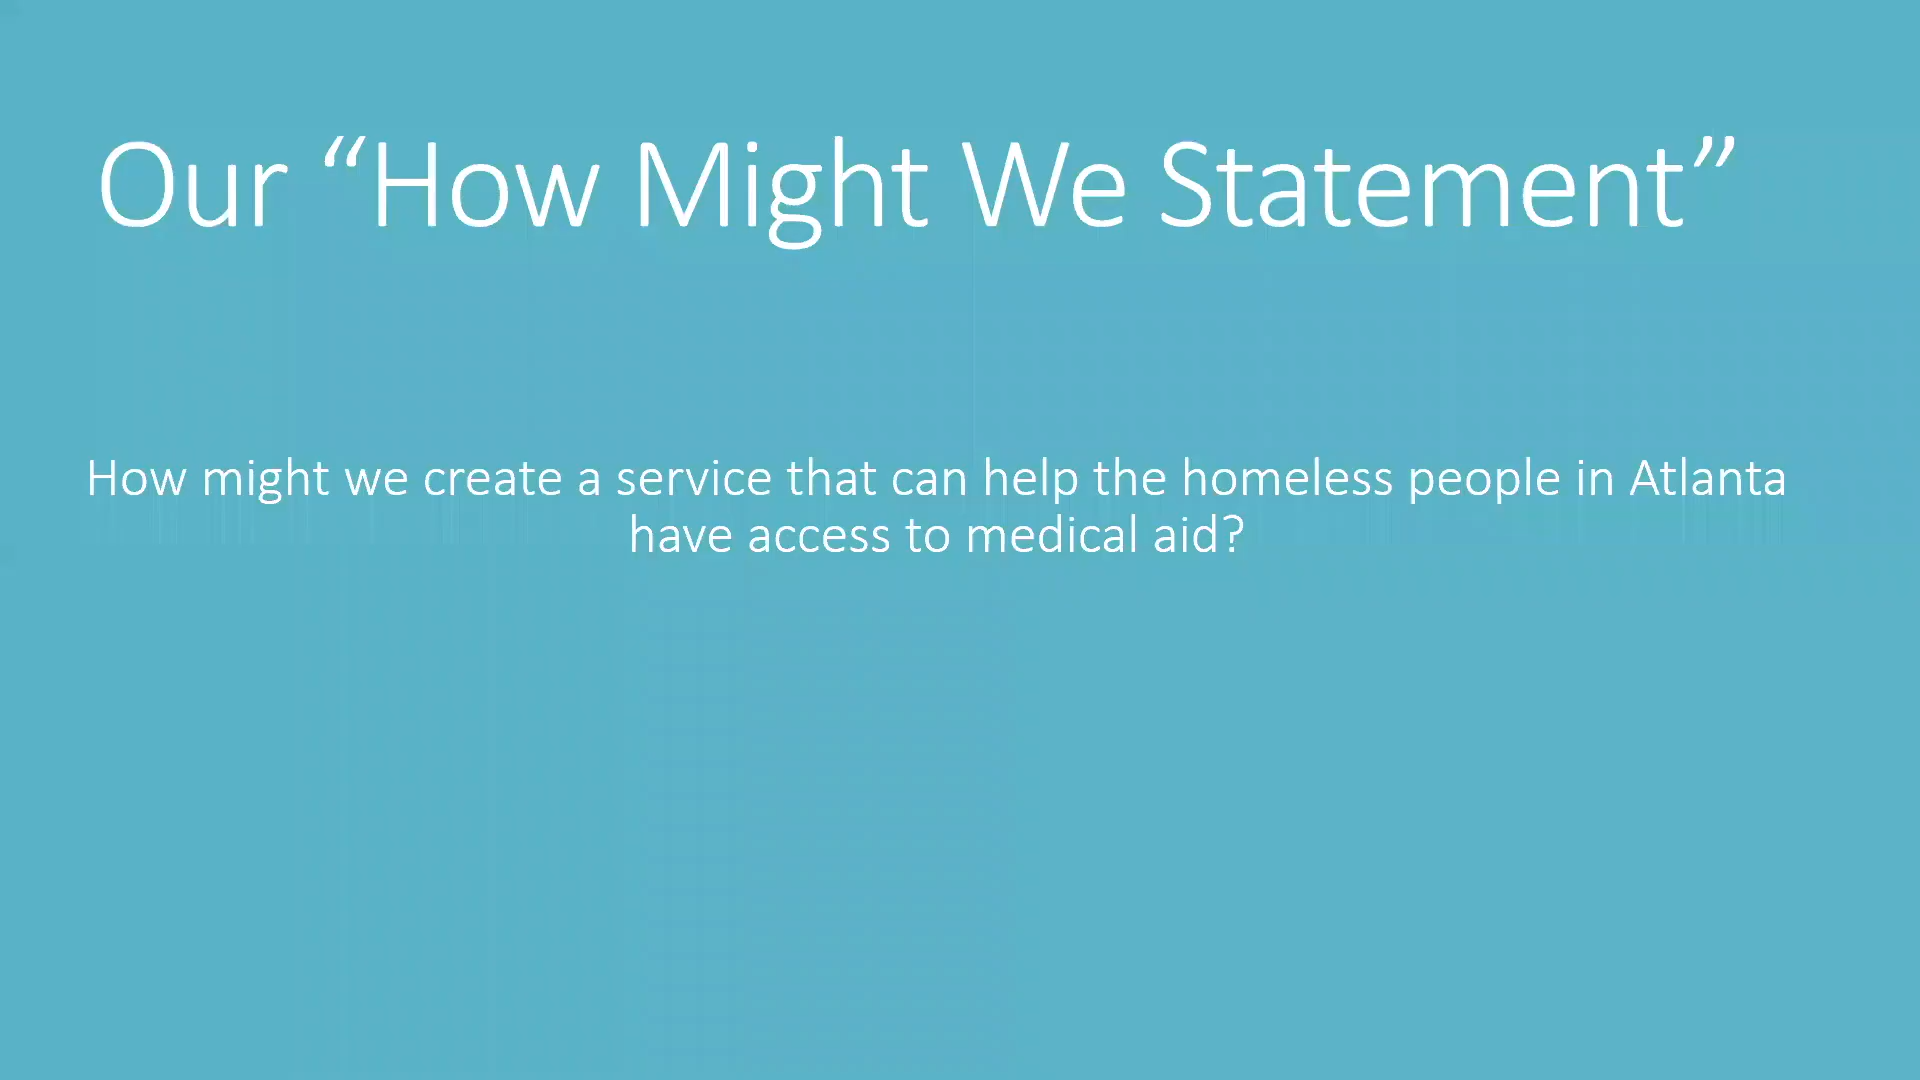 Our “How Might We Statement”
How might we create a service that can help the homeless people in Atlanta
have access to medical aid?